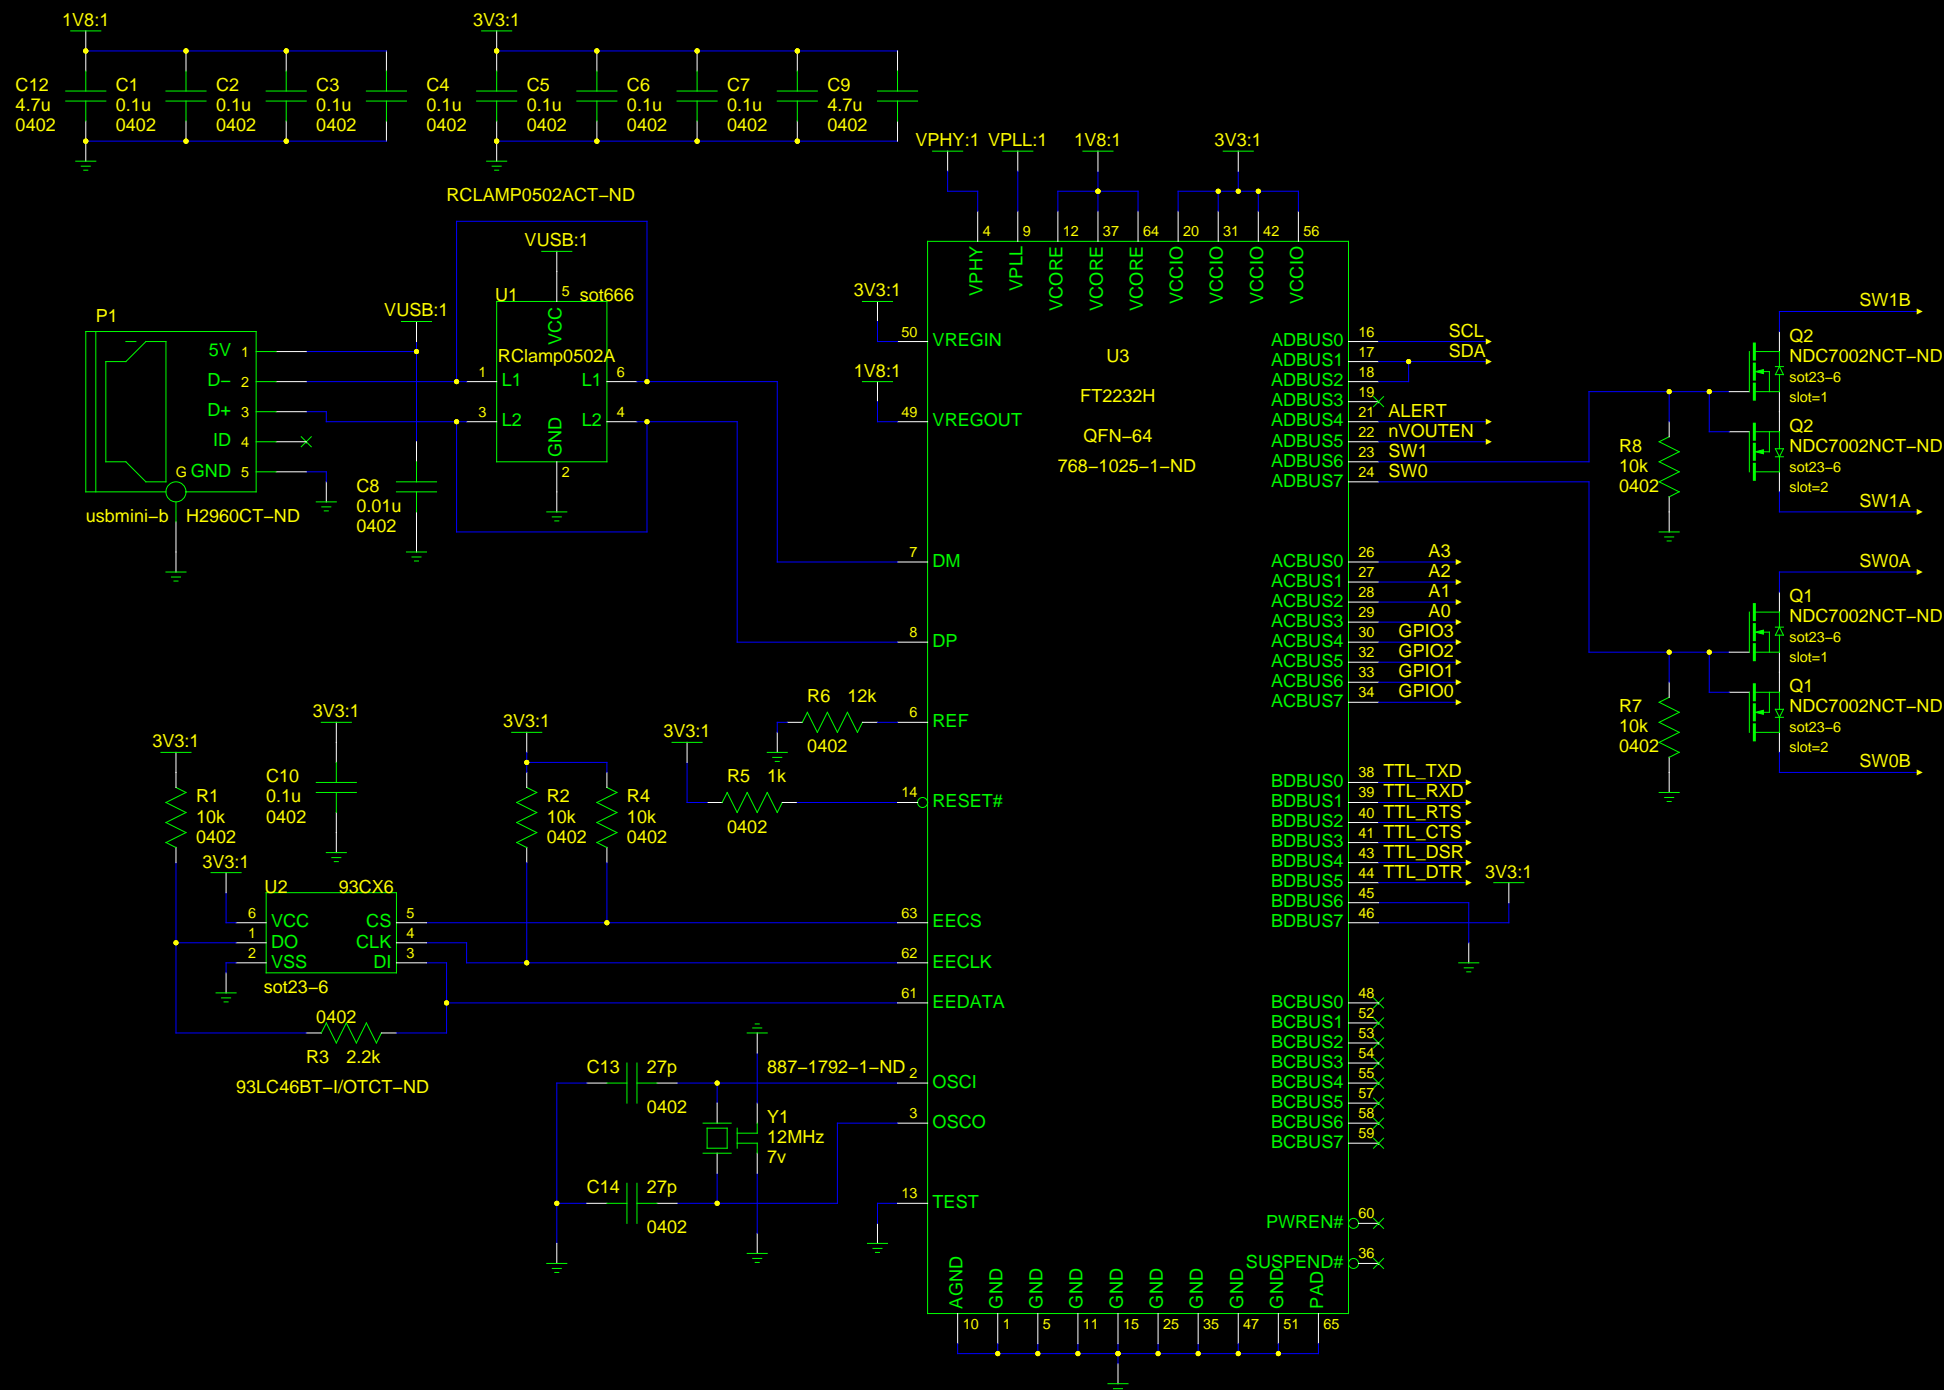 1V8:1
C12
4.7u
0402
C1
0.1u
0402
C2
0.1u
0402
C3
0.1u
0402
3V3:1
C4
0.1u
0402
C5
0.1u
0402
C6
0.1u
0402
C7
0.1u
0402
C9
4.7u
0402
RCLAMP0502ACT-ND
VUSB:1
U1
5
sot666
VCC
RClamp0502A
1
L1
L1
6
3
L2
L2
4
GND
2
P1
5V 1
D- 2
D+ 3
ID 4
G GND 5
usbmini-b
H2960CT-ND
VUSB:1
C8
0.01u
0402
VPHY:1
VPLL:1
1V8:1
3V3:1
4
9
12
37
64
20
31
42
56
VPHY
VPLL
VCORE
VCORE
VCORE
VCCIO
VCCIO
VCCIO
VCCIO
3V3:1
50
VREGIN
1V8:1
49
VREGOUT
U3
FT2232H
QFN-64
768-1025-1-ND
7
DM
8
DP
R6 12k
0402
6
REF
3V3:1
R5 1k
0402
14
RESET#
3V3:1
R2
10k
0402
R4
10k
0402
63
EECS
62
EECLK
61
EEDATA
3V3:1
R1
10k
0402
3V3:1
C10
0.1u
0402
3V3:1
U2
93CX6
6
VCC
CS
5
1
DO
CLK
4
2
VSS
DI
3
sot23-6
0402
R3 2.2k
93LC46BT-I/OTCT-ND
C13 27p
0402
887-1792-1-ND
2
OSCI
Y1
12MHz
7v
3
OSCO
C14 27p
0402
13
TEST
ADBUS0 16 SCL
ADBUS1 17 SDA
ADBUS2 18
ADBUS3 19
ADBUS4 21 ALERT
ADBUS5 22 nVOUTEN
ADBUS6 23 SW1
ADBUS7 24 SW0
ACBUS0 26 A3
ACBUS1 27 A2
ACBUS2 28 A1
ACBUS3 29 A0
ACBUS4 30 GPIO3
ACBUS5 32 GPIO2
ACBUS6 33 GPIO1
ACBUS7 34 GPIO0
BDBUS0 38 TTL_TXD
BDBUS1 39 TTL_RXD
BDBUS2 40 TTL_RTS
BDBUS3 41 TTL_CTS
BDBUS4 43 TTL_DSR
BDBUS5 44 TTL_DTR
BDBUS6 45
BDBUS7 46
3V3:1
BCBUS0 48
BCBUS1 52
BCBUS2 53
BCBUS3 54
BCBUS4 55
BCBUS5 57
BCBUS6 58
BCBUS7 59
PWREN# 60
SUSPEND# 36
AGND
GND
GND
GND
GND
GND
GND
GND
GND
PAD
10
1
5
11
15
25
35
47
51
65
SW1B
Q2
NDC7002NCT-ND
sot23-6
slot=1
Q2
NDC7002NCT-ND
sot23-6
slot=2
SW1A
R8
10k
0402
SW0A
Q1
NDC7002NCT-ND
sot23-6
slot=1
Q1
NDC7002NCT-ND
sot23-6
slot=2
SW0B
R7
10k
0402